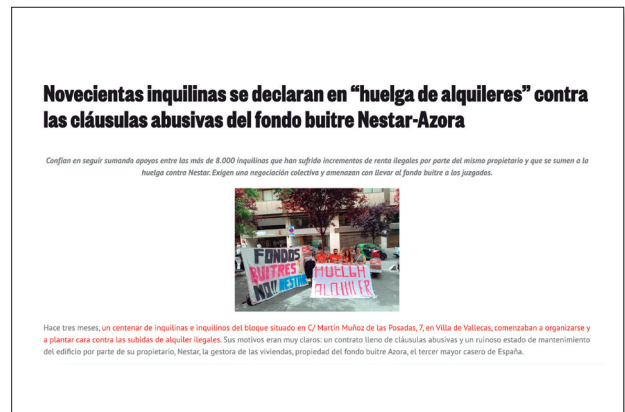 Novecientas inquilinas se declaran en “huelga de alquileres” contra
las cláusulas abusivas del fondo buitre Nestar-Azora
Confían en seguir sumando apoyos entre las más de 8.000 inquilinas que han sufrido incrementos de renta ilegales por parte del mismo propietario y que se sumen a la
huelga contra Nestar. Exigen una negociación colectiva y amenazan con llevar al fondo buitre a los juzgados.
FONDOS
BUITRES
NO!! NESTAR
HUELGA
ALQUILER
Hace tres meses, un centenar de inquilinas e inquilinos del bloque situado en C/ Martín Muñoz de las Posadas, 7, en Villa de Vallecas, comenzaban a organizarse y
a plantar cara contra las subidas de alquiler ilegales. Sus motivos eran muy claros: un contrato lleno de cláusulas abusivas y un ruinoso estado de mantenimiento
del edificio por parte de su propietario, Nestar, la gestora de las viviendas, propiedad del fondo buitre Azora, el tercer mayor casero de España.